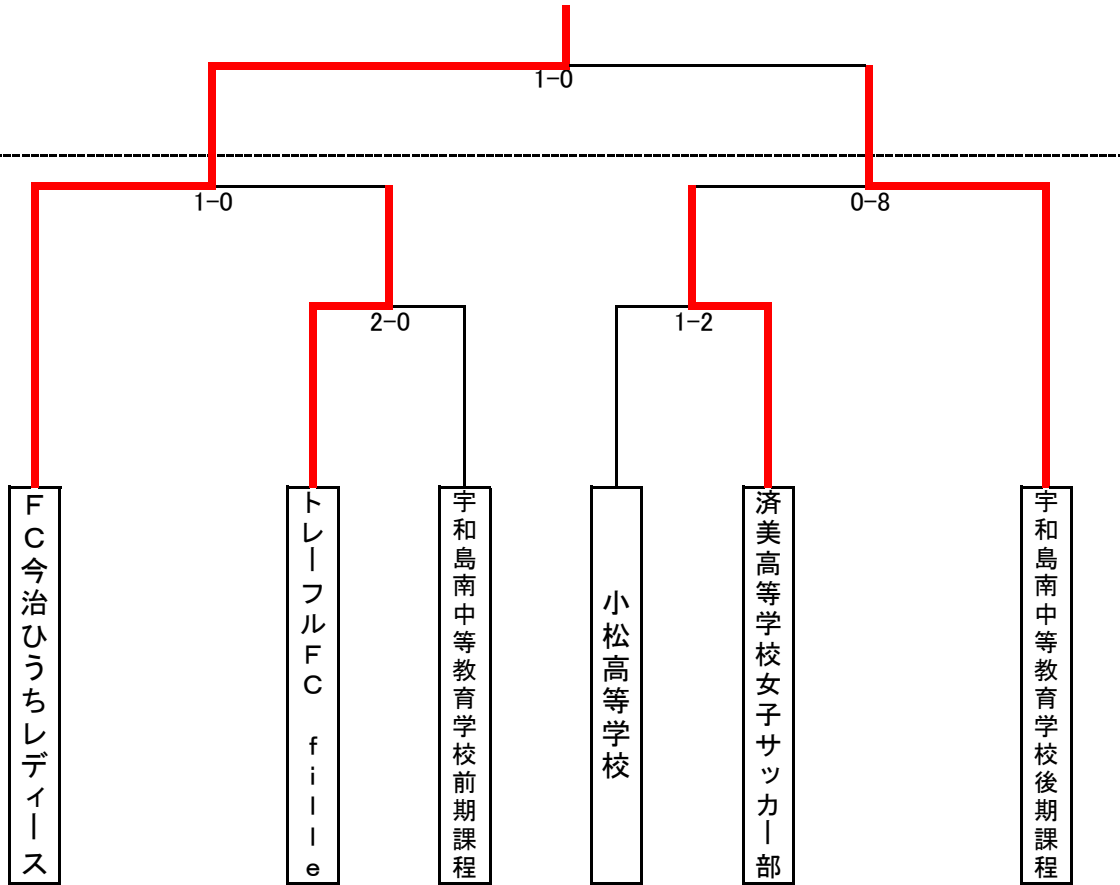 1-0
1-0
0-8
2-0
1-2
FC今治ひうちレディース
トレーフルFC fille
宇和島南中等教育学校前期課程
小松高等学校
済美高等学校女子サッカー部
宇和島南中等教育学校後期課程